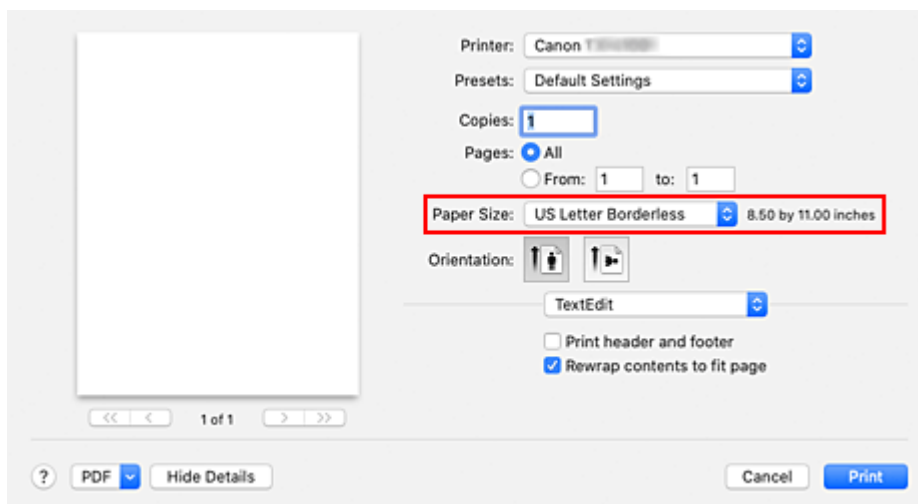 Printer: Canon
Presets: Default Settings
Copies: 1
Pages: All
From: 1 to: 1
Paper Size: US Letter Borderless 8.50 by 11.00 inches
Orientation:
TextEdit
Print header and footer
Rewrap contents to fit page
<< < 1 of 1 > >>
? PDF Hide Details Cancel Print